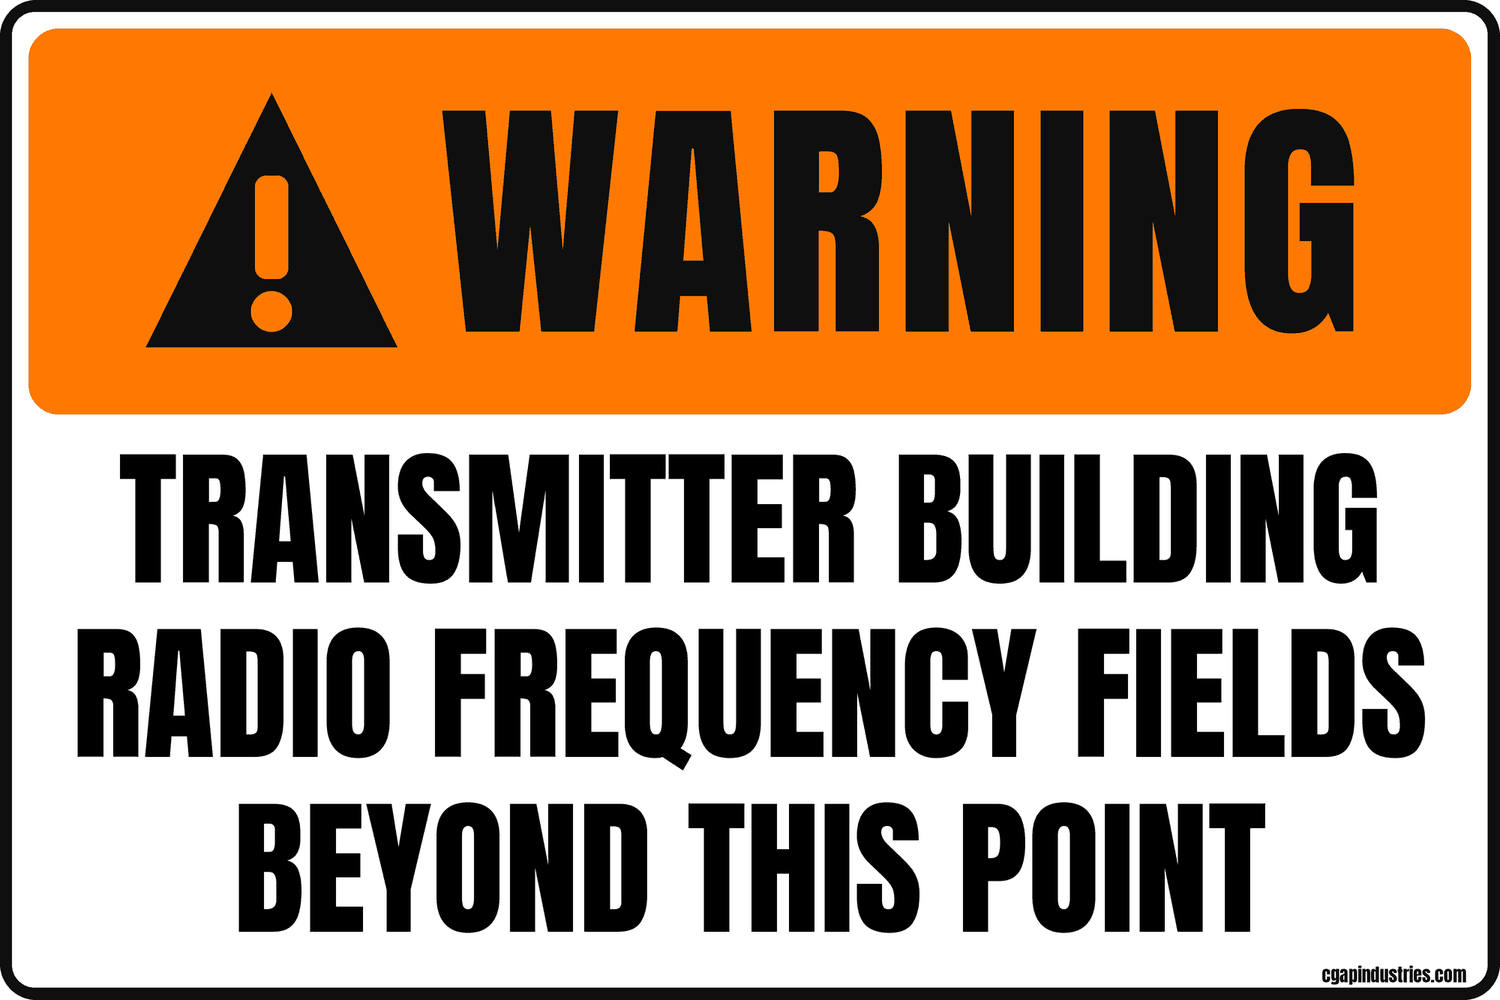 WARNING
TRANSMITTER BUILDING
RADIO FREQUENCY FIELDS
BEYOND THIS POINT
cgapindustries.com